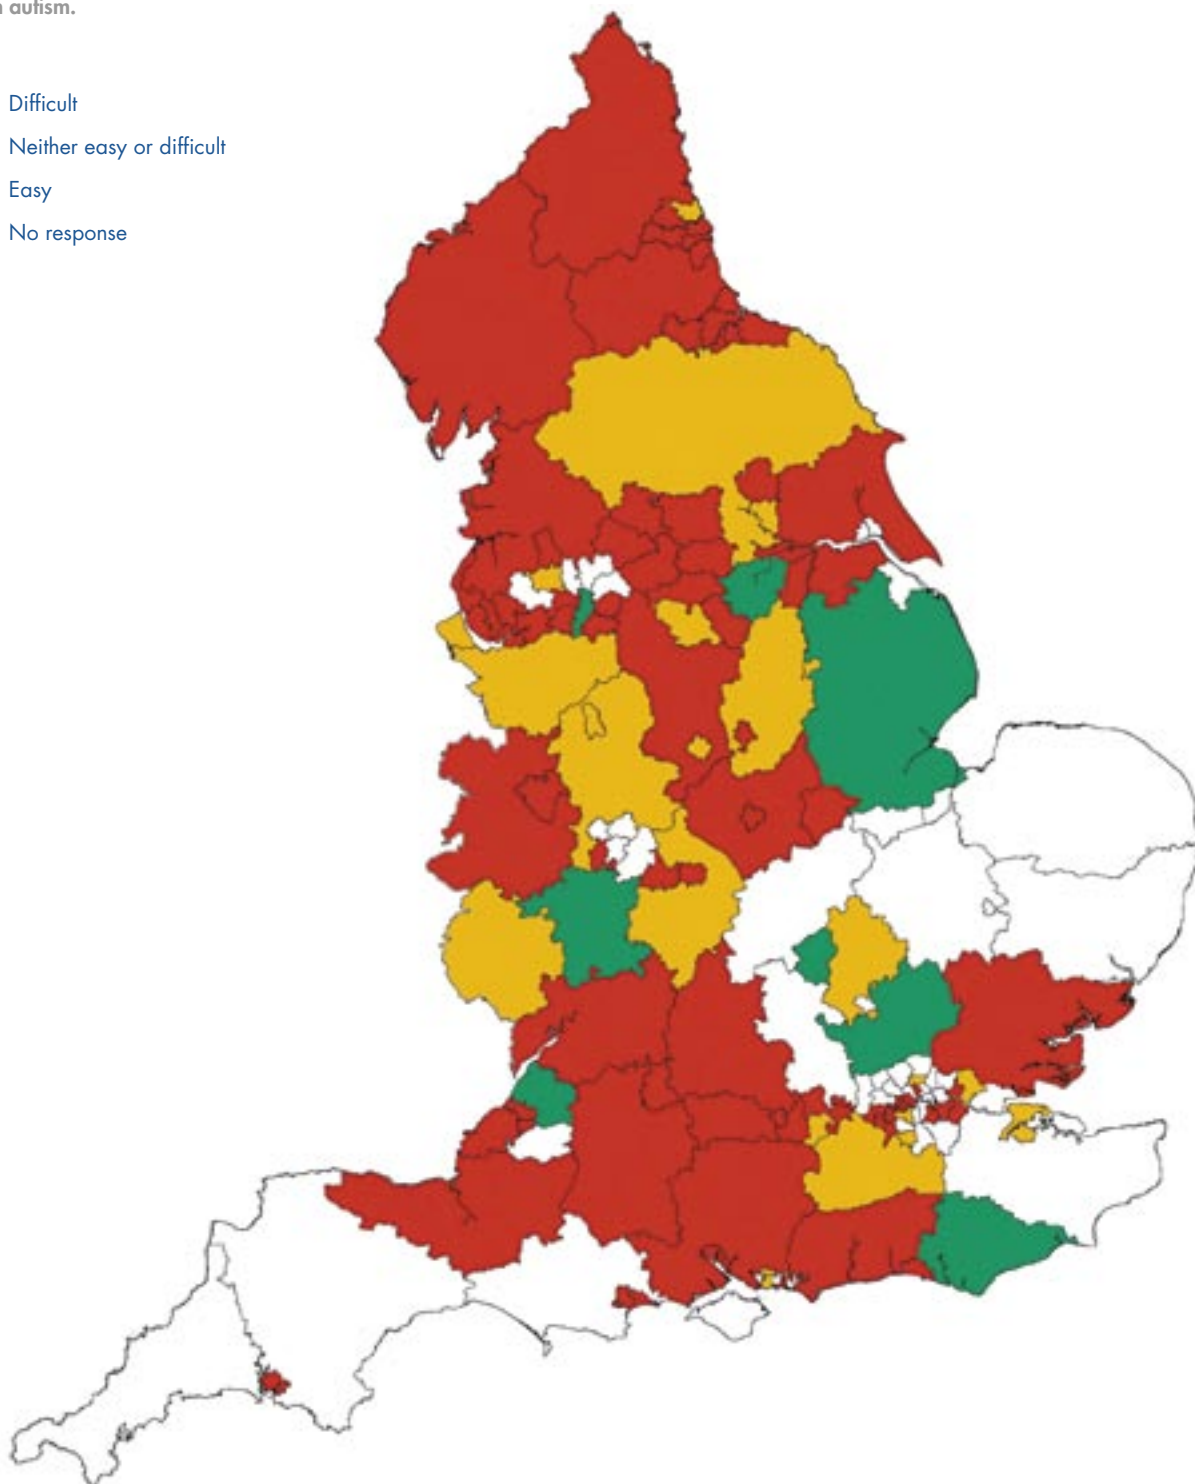 autism.
Difficult
Neither easy or difficult
Easy
No response